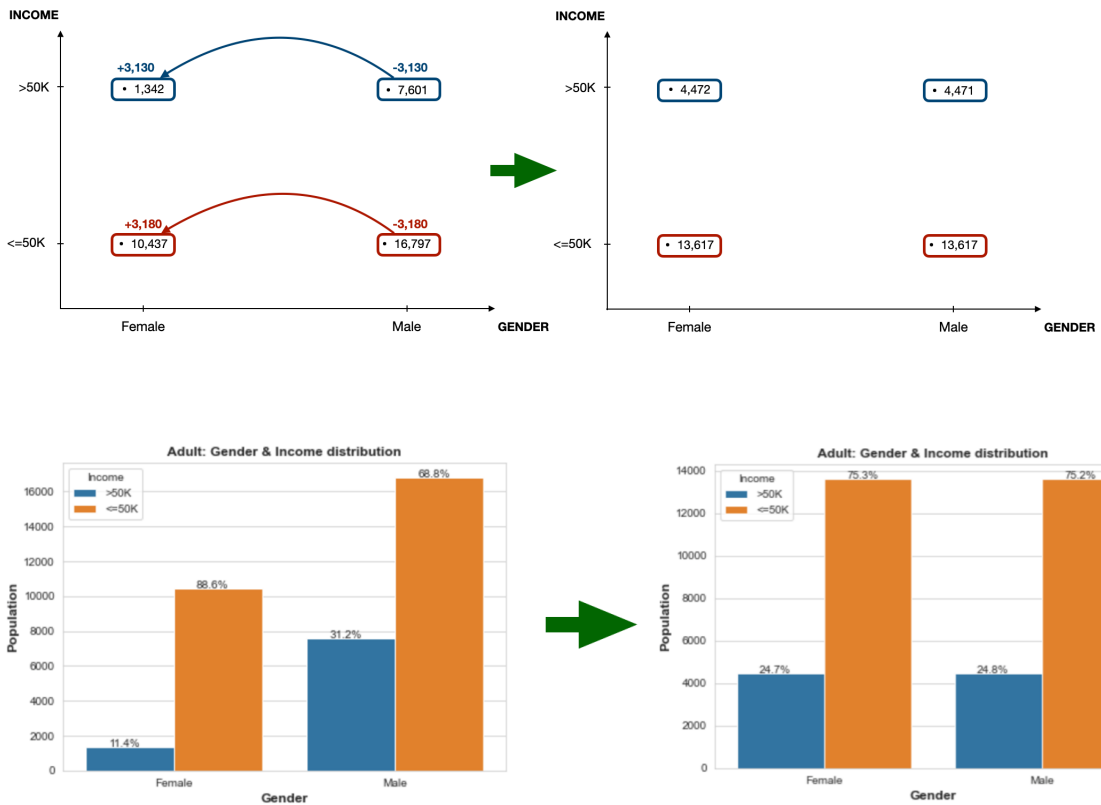 INCOME
+3,130
-3,130
>50K
• 1,342
• 7,601
+3,180
-3,180
<=50K
• 10,437
• 16,797
Female
Male
GENDER
INCOME
>50K
• 4,472
• 4,471
<=50K
• 13,617
• 13,617
Female
Male
GENDER
Adult: Gender & Income distribution
Income
>50K
<=50K
68.8%
88.6%
31.2%
11.4%
16000
14000
12000
10000
8000
6000
4000
2000
0
Population
Female
Male
Gender
Adult: Gender & Income distribution
Income
>50K
<=50K
75.3%
75.2%
24.7%
24.8%
14000
12000
10000
8000
6000
4000
2000
0
Population
Female
Male
Gender